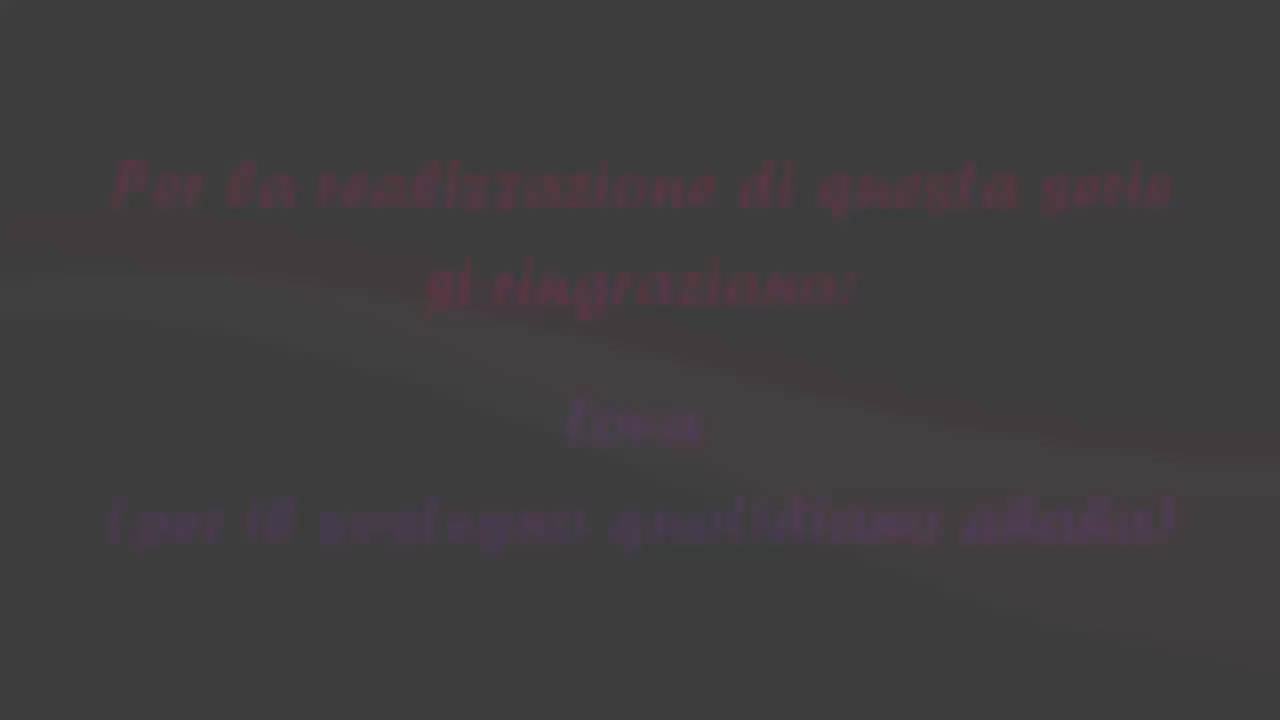 Per la realizzazione di questa serie
si ringraziano:
(per il sostegno quotidiano